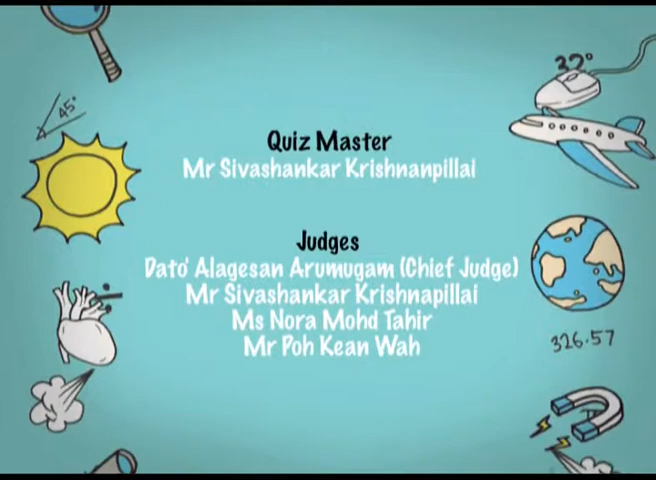 32°
45°
Quiz Master
Mr Sivashankar Krishnanpillai
Judges
Dato' Alagesan Arumugam (Chief Judge)
Mr Sivashankar Krishnapillai
Ms Nora Mohd Tahir
Mr Poh Kean Wah
326.57